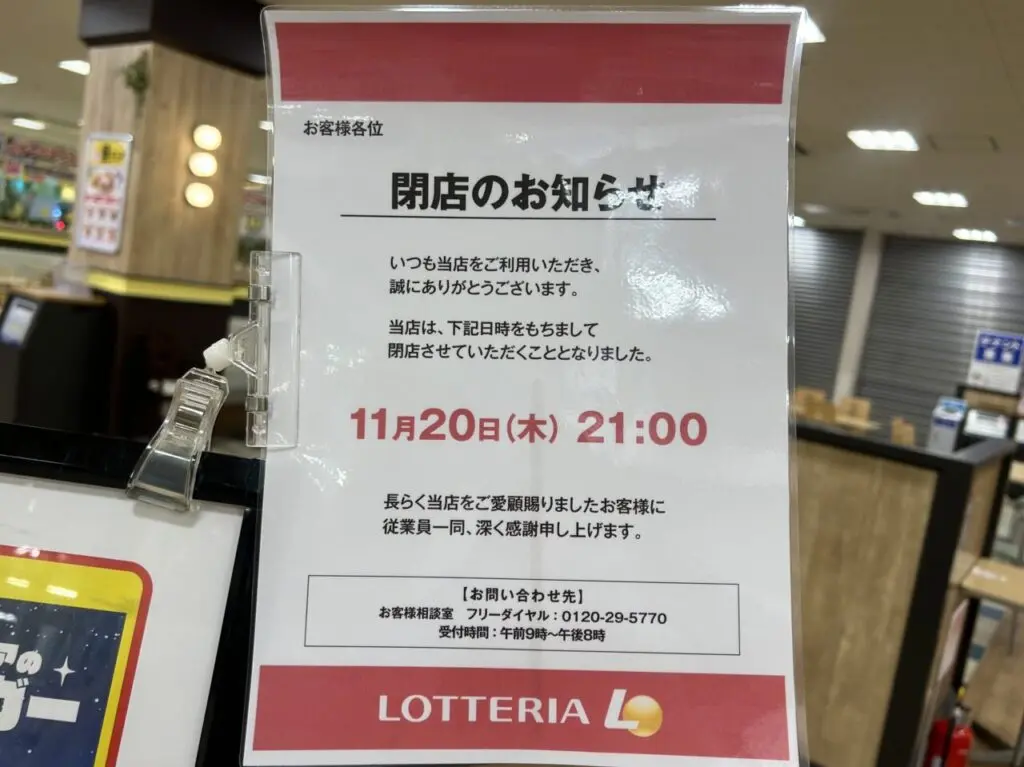 お客様各位
閉店のお知らせ
いつも当店をご利用いただき、
誠にありがとうございます。
当店は、下記日時をもちまして
閉店させていただくこととなりました。
11月20日(木) 21:00
長らく当店をご愛顧賜りましたお客様に
従業員一同、深く感謝申し上げます。
【お問い合わせ先】
お客様相談室 フリーダイヤル：0120-29-5770
受付時間：午前9時～午後8時
LOTTERIA
アの
ガー